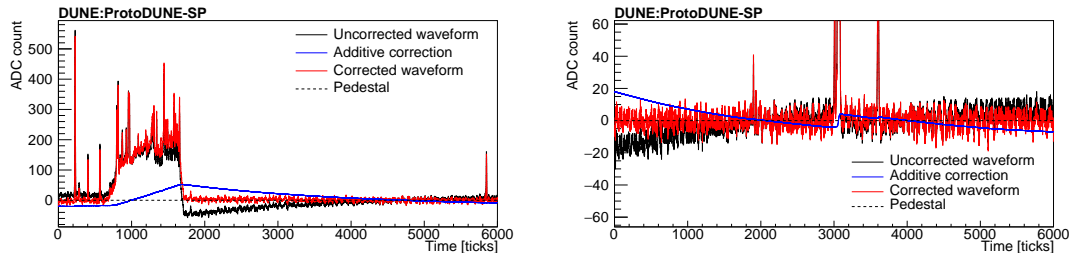 DUNE:ProtoDUNE-SP
ADC count
500
400
300
200
100
0
Uncorrected waveform
Additive correction
Corrected waveform
Pedestal
0 1000 2000 3000 4000 5000 6000
Time [ticks]
DUNE:ProtoDUNE-SP
ADC count
60
40
20
0
−20
−40
−60
Uncorrected waveform
Additive correction
Corrected waveform
Pedestal
0 1000 2000 3000 4000 5000 6000
Time [ticks]